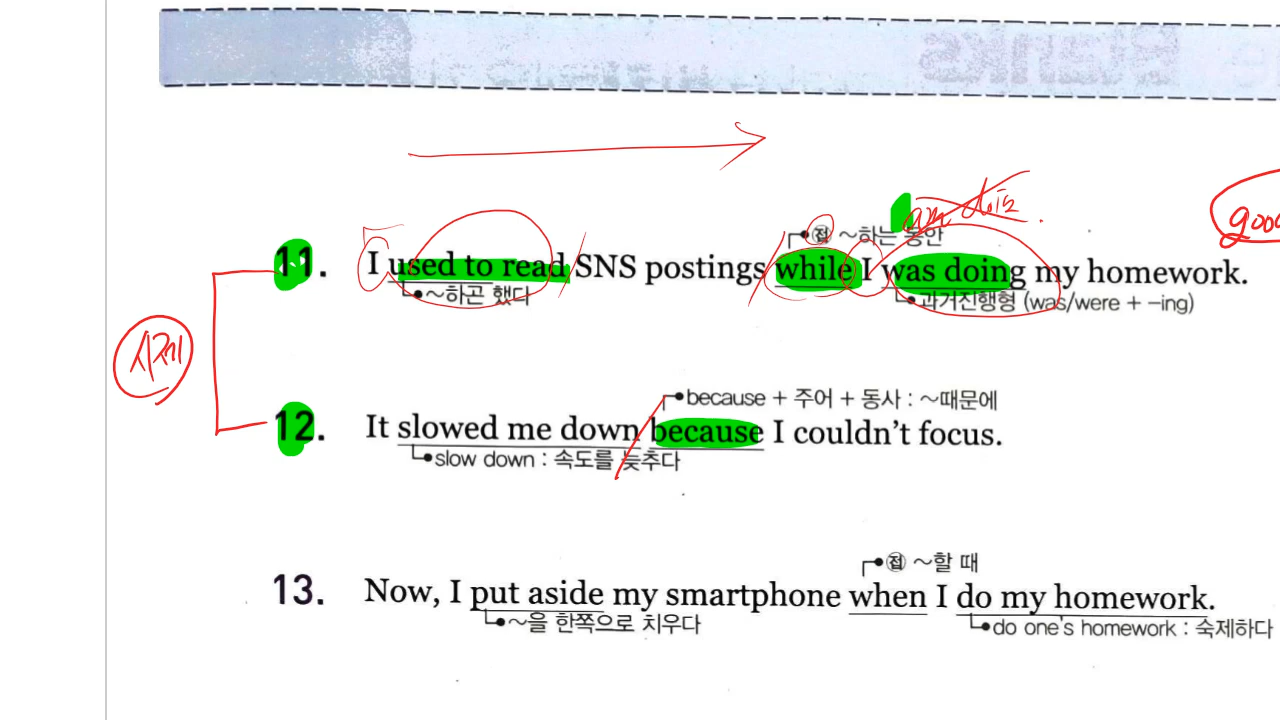 am doing
good
접 ~하는 동안
11. I used to read SNS postings while I was doing my homework.
~하곤 했다
과거진행형 (was/were + -ing)
시제
because + 주어 + 동사 : ~때문에
12. It slowed me down because I couldn't focus.
slow down : 속도를 늦추다
접 ~할 때
13. Now, I put aside my smartphone when I do my homework.
~을 한쪽으로 치우다
do one's homework : 숙제하다